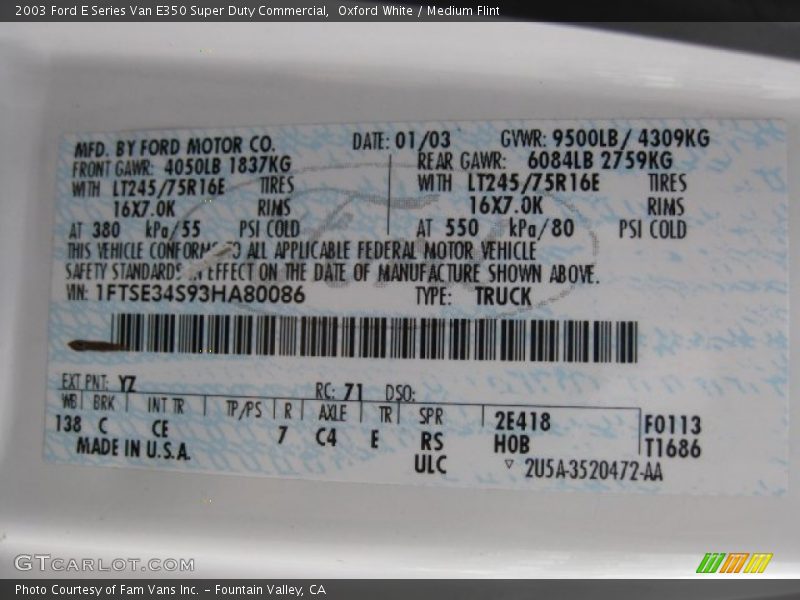 2003 Ford E Series Van E350 Super Duty Commercial,  Oxford White / Medium Flint
MFD. BY FORD MOTOR CO. DATE: 01/03 GVWR: 9500LB/ 4309KG
FRONT GAWR: 4050LB 1837KG REAR GAWR: 6084LB 2759KG
WITH LT245/75R16E TIRES WITH LT245/75R16E TIRES
16X7.0K RIMS 16X7.0K RIMS
AT 380 kPa/55 PSI COLD AT 550 kPa/80 PSI COLD
THIS VEHICLE CONFORMS TO ALL APPLICABLE FEDERAL MOTOR VEHICLE
SAFETY STANDARDS IN EFFECT ON THE DATE OF MANUFACTURE SHOWN ABOVE.
VIN: 1FTSE34S93HA80086 TYPE: TRUCK
EXT PNT: YZ RC: 71 DSO:
WB BRK INT TR TP/PS R AXLE TR SPR 2E418 F0113
138 C CE 7 C4 E RS H0B T1686
MADE IN U.S.A. ULC ▽ 2U5A-3520472-AA
GTCARLOT.COM
Photo Courtesy of Fam Vans Inc. – Fountain Valley, CA